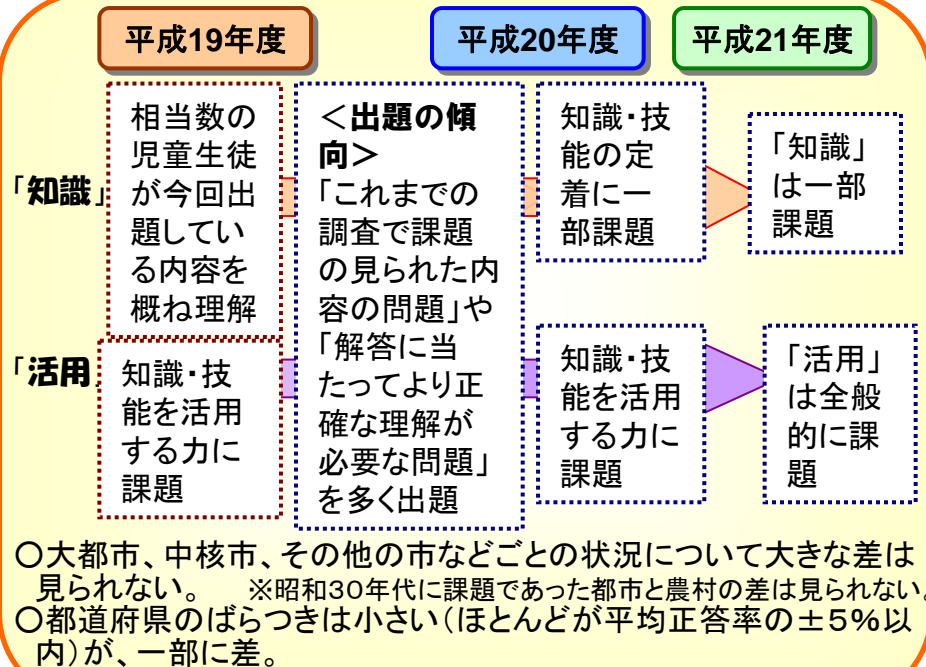 平成19年度
平成20年度
平成21年度
「知識」
相当数の
児童生徒
が今回出
題してい
る内容を
概ね理解
＜出題の傾
向＞
「これまでの
調査で課題
の見られた内
容の問題」や
「解答に当
たってより正
確な理解が
必要な問題」
を多く出題
知識・技
能の定
着に一
部課題
「知識」
は一部
課題
「活用」
知識・技
能を活用
する力に
課題
知識・技
能を活用
する力に
課題
「活用」
は全般
的に課
題
○大都市、中核市、その他の市などごとの状況について大きな差は
見られない。　※昭和30年代に課題であった都市と農村の差は見られない。
○都道府県のばらつきは小さい（ほとんどが平均正答率の±5％以
内）が、一部に差。